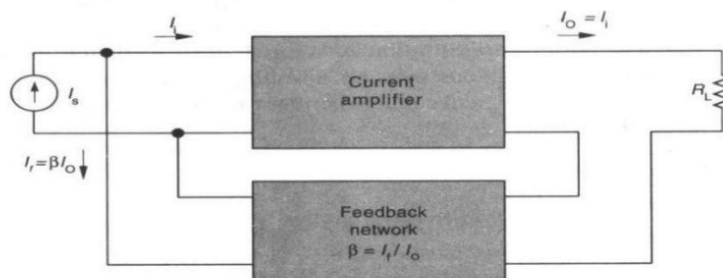 I_i
I_O = I_i
Current
amplifier
I_s
R_L
I_f = βI_O
Feedback
network
β = I_f / I_O